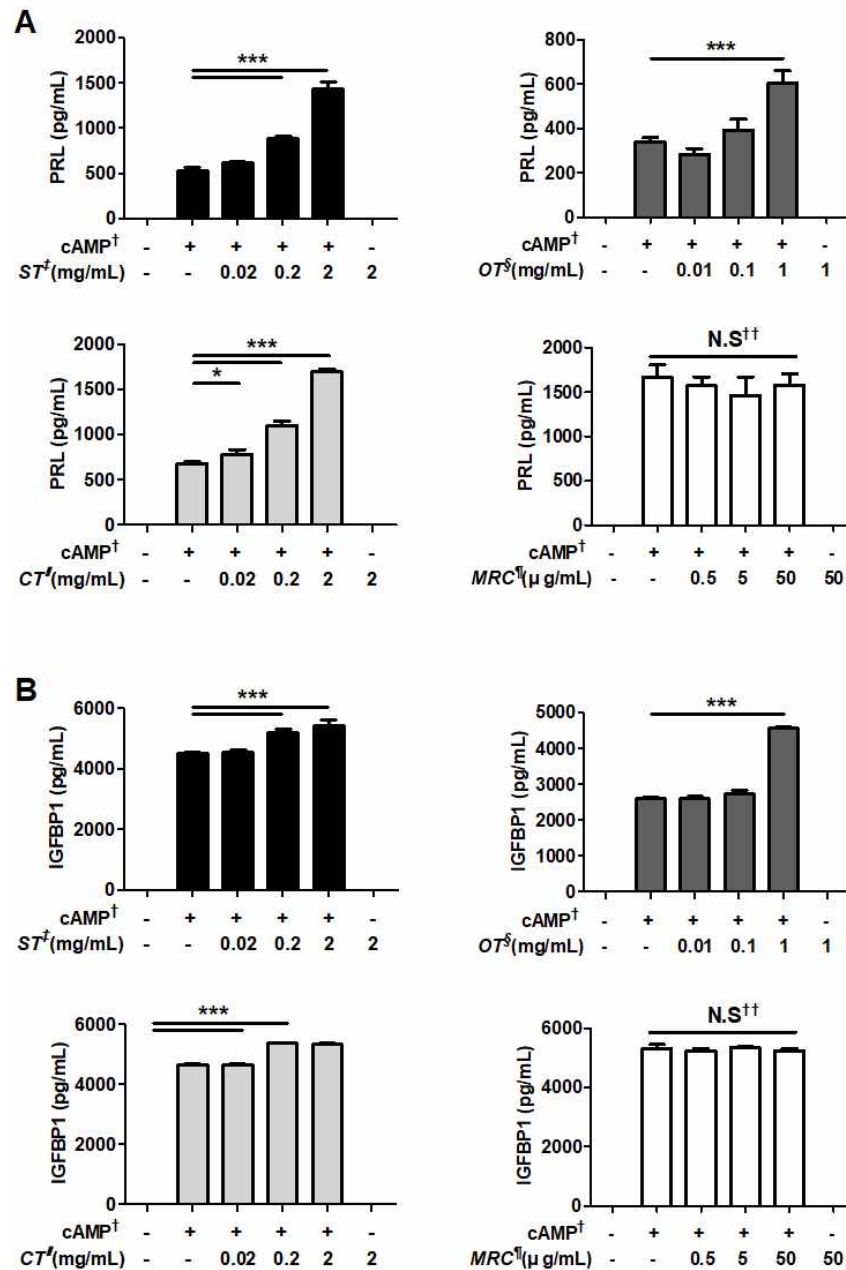 A
2000
1500
1000
500
0
PRL (pg/mL)
***
cAMP† - + + + + -
ST‡(mg/mL) - - 0.02 0.2 2 2
800
600
400
200
0
PRL (pg/mL)
***
cAMP† - + + + + -
OT§(mg/mL) - - 0.01 0.1 1 1
2000
1500
1000
500
0
PRL (pg/mL)
***
*
cAMP† - + + + + -
CT//(mg/mL) - - 0.02 0.2 2 2
2000
1500
1000
500
0
PRL (pg/mL)
N.S††
cAMP† - + + + + -
MRC¶(μ g/mL) - - 0.5 5 50 50
B
6000
4000
2000
0
IGFBP1 (pg/mL)
***
cAMP† - + + + + -
ST‡(mg/mL) - - 0.02 0.2 2 2
5000
4000
3000
2000
1000
0
IGFBP1 (pg/mL)
***
cAMP† - + + + + -
OT§(mg/mL) - - 0.01 0.1 1 1
6000
4000
2000
0
IGFBP1 (pg/mL)
***
cAMP† - + + + + -
CT//(mg/mL) - - 0.02 0.2 2 2
6000
4000
2000
0
IGFBP1 (pg/mL)
N.S††
cAMP† - + + + + -
MRC¶(μ g/mL) - - 0.5 5 50 50